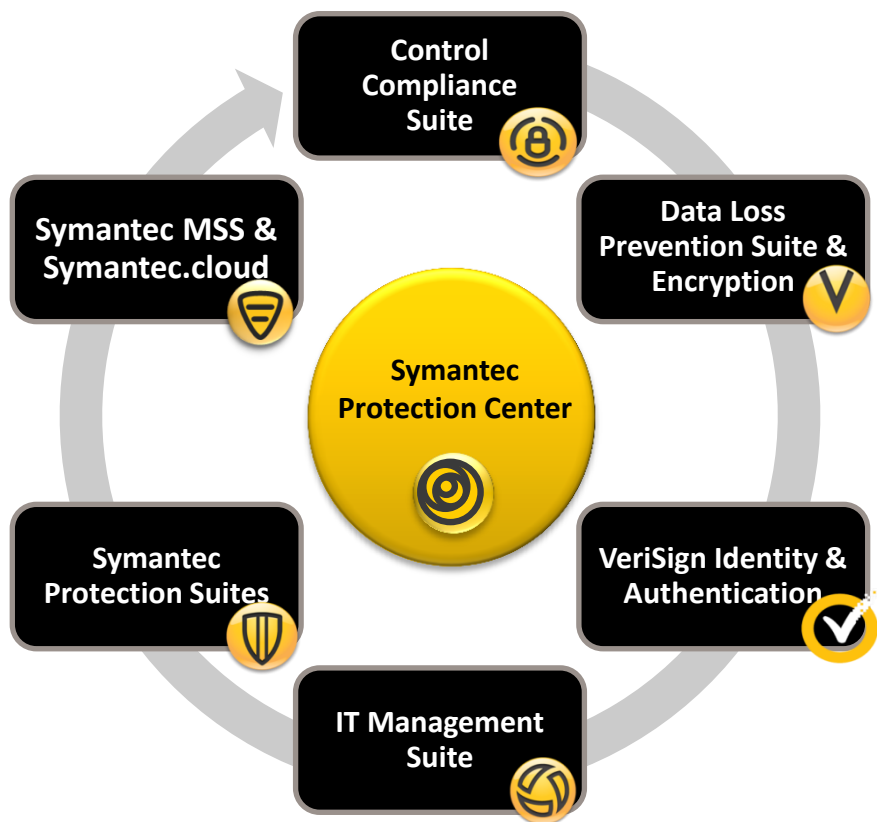 Control
Compliance
Suite
Data Loss
Prevention Suite &
Encryption
VeriSign Identity &
Authentication
IT Management
Suite
Symantec
Protection Suites
Symantec MSS &
Symantec.cloud
Symantec
Protection Center